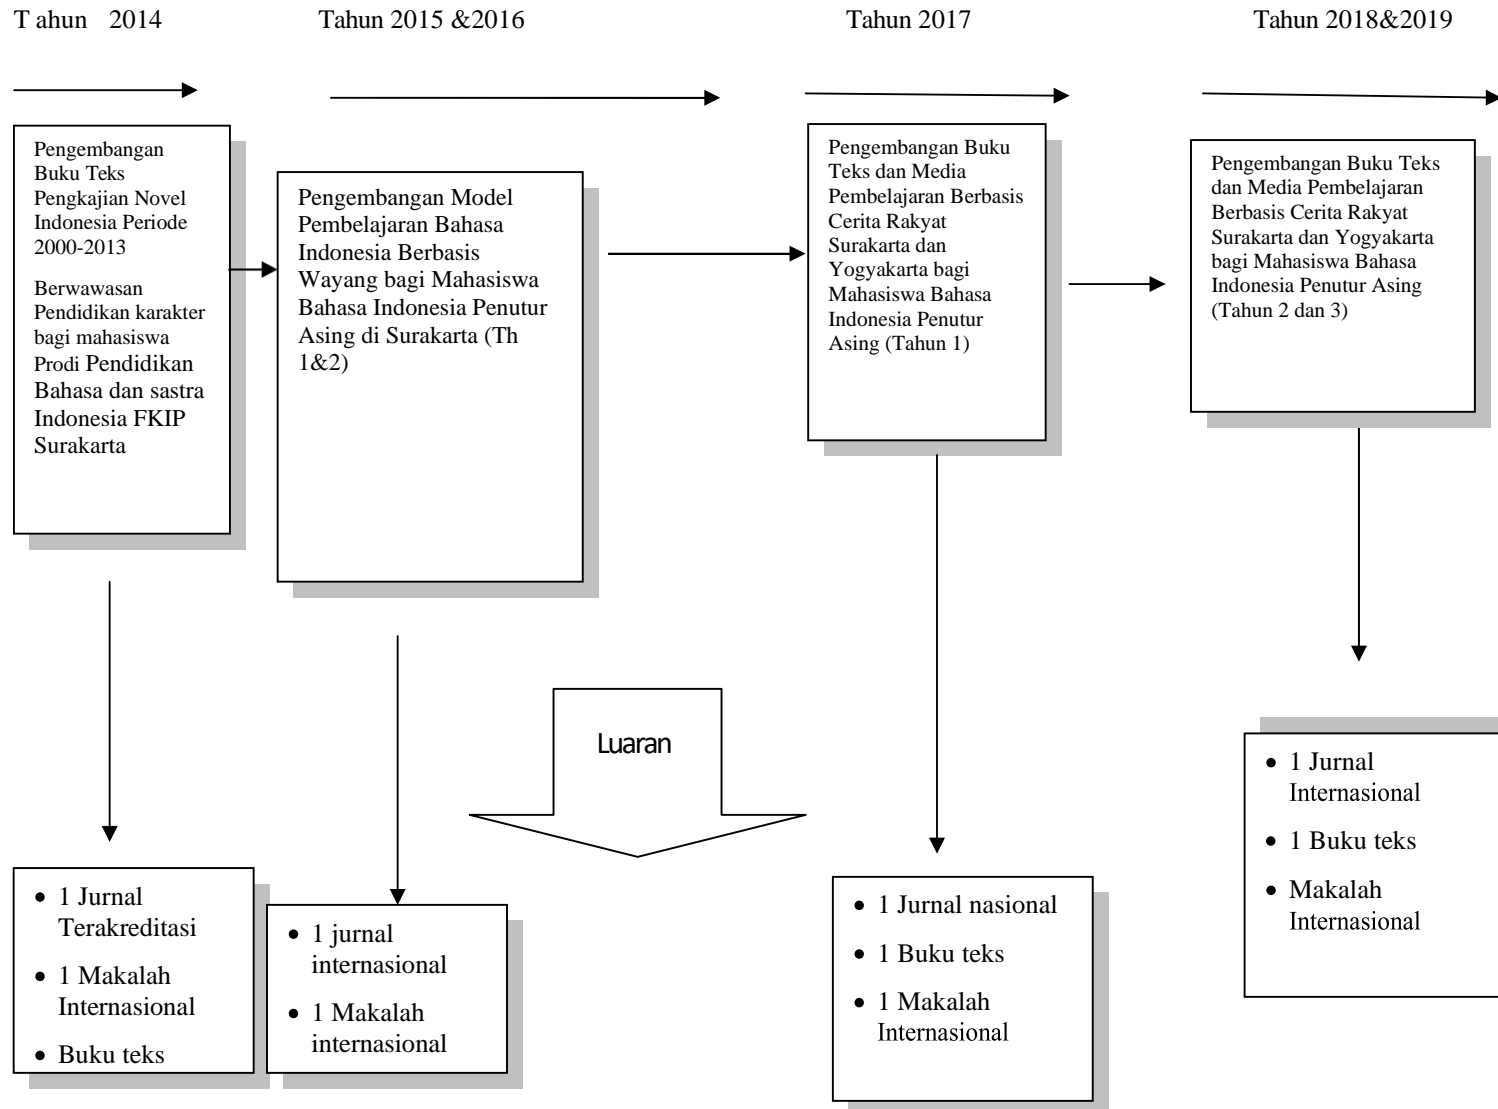 T ahun 2014
Tahun 2015 &2016
Tahun 2017
Tahun 2018&2019
Pengembangan
Buku Teks
Pengkajian Novel
Indonesia Periode
2000-2013
Berwawasan
Pendidikan karakter
bagi mahasiswa
Prodi Pendidikan
Bahasa dan sastra
Indonesia FKIP
Surakarta
Pengembangan Model
Pembelajaran Bahasa
Indonesia Berbasis
Wayang bagi Mahasiswa
Bahasa Indonesia Penutur
Asing di Surakarta (Th
1&2)
Pengembangan Buku
Teks dan Media
Pembelajaran Berbasis
Cerita Rakyat
Surakarta dan
Yogyakarta bagi
Mahasiswa Bahasa
Indonesia Penutur
Asing (Tahun 1)
Pengembangan Buku Teks
dan Media Pembelajaran
Berbasis Cerita Rakyat
Surakarta dan Yogyakarta
bagi Mahasiswa Bahasa
Indonesia Penutur Asing
(Tahun 2 dan 3)
Luaran
• 1 Jurnal
Terakreditasi
• 1 Makalah
Internasional
• Buku teks
• 1 jurnal
internasional
• 1 Makalah
internasional
• 1 Jurnal nasional
• 1 Buku teks
• 1 Makalah
Internasional
• 1 Jurnal
Internasional
• 1 Buku teks
• Makalah
Internasional